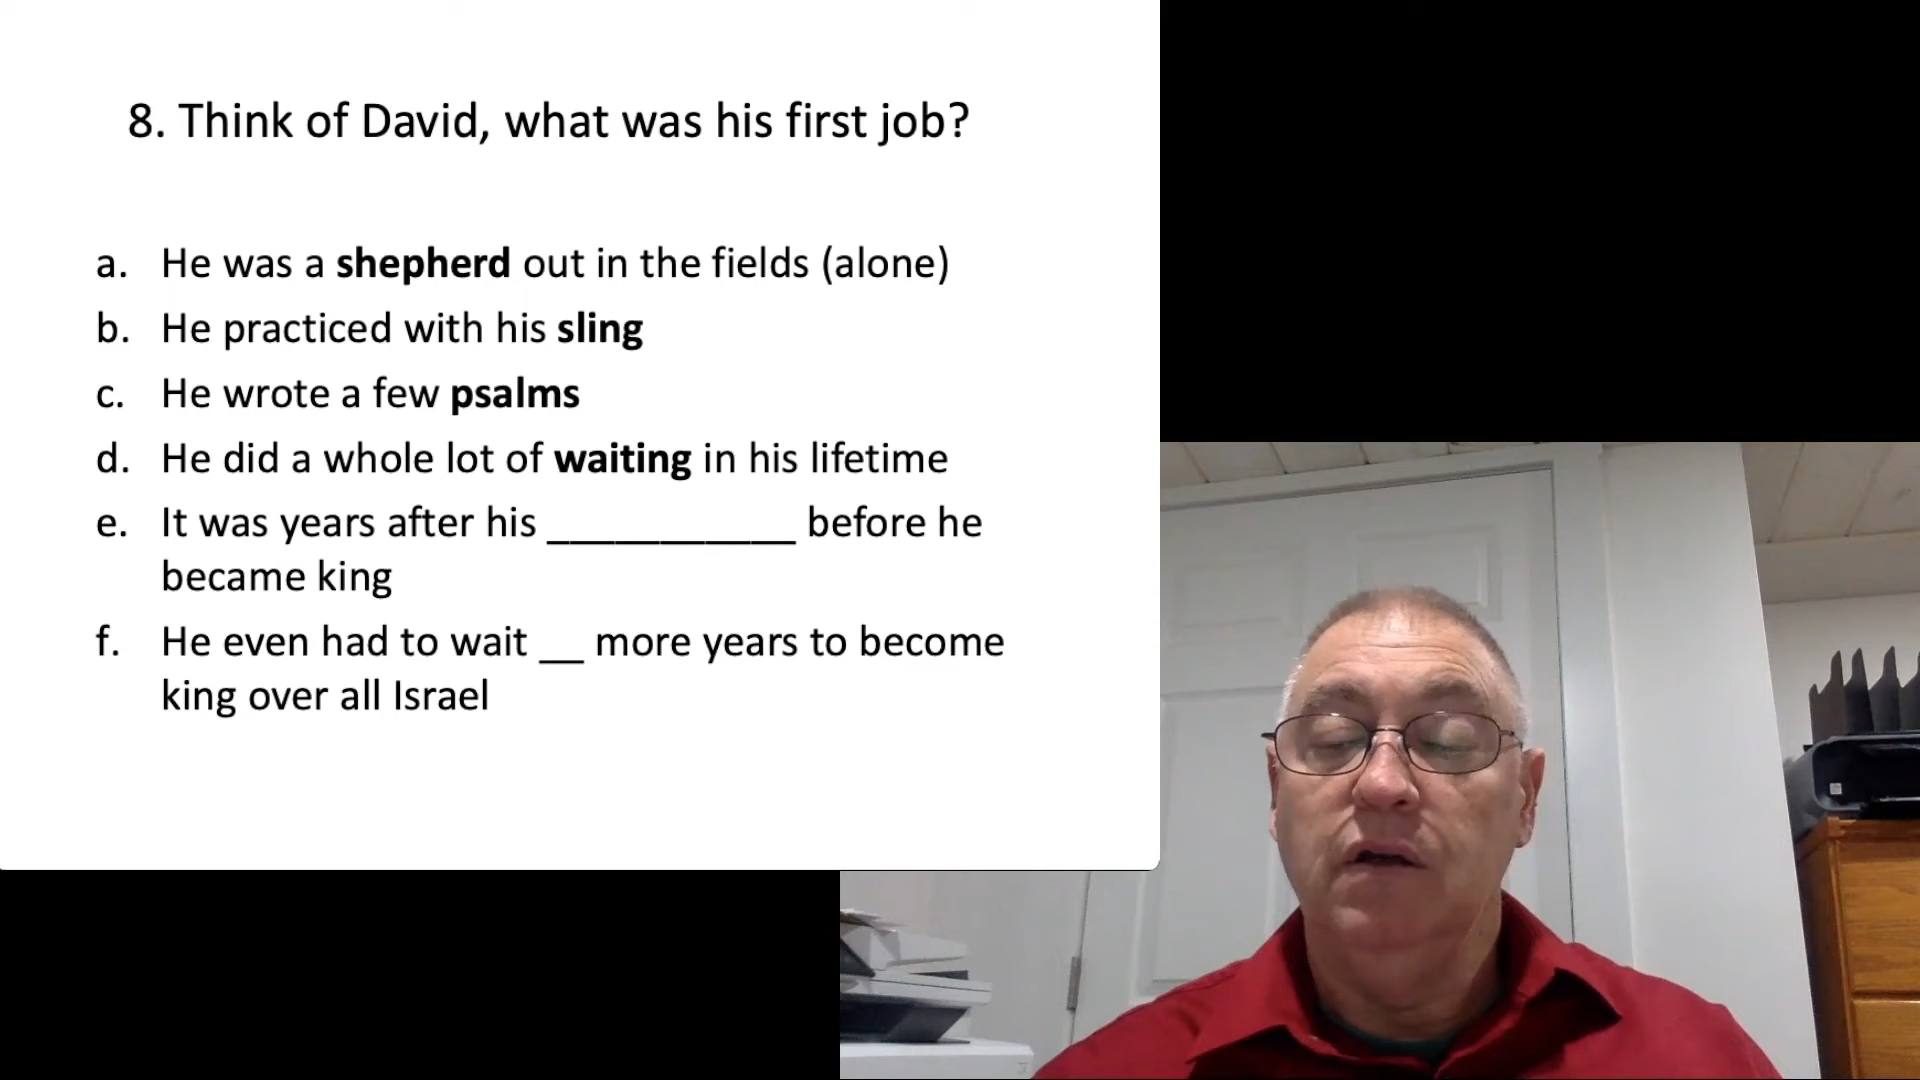 8. Think of David, what was his first job?
a. He was a shepherd out in the fields (alone)
b. He practiced with his sling
c. He wrote a few psalms
d. He did a whole lot of waiting in his lifetime
e. It was years after his ___________ before he
became king
f. He even had to wait __ more years to become
king over all Israel